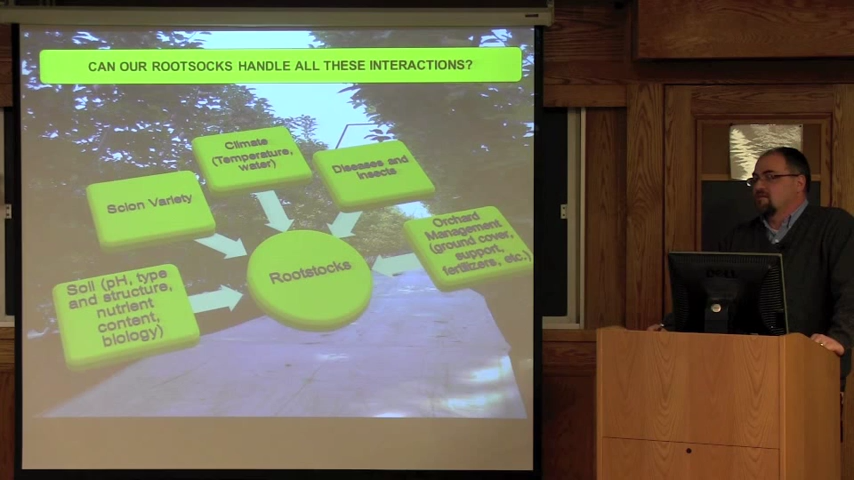 CAN OUR ROOTSOCKS HANDLE ALL THESE INTERACTIONS?
Climate
(Temperature,
water)
Diseases and
insects
Scion Variety
Orchard
Management
(ground cover,
support,
fertilizers, etc.)
Rootstocks
Soil (pH, type
and structure,
nutrient
content,
biology)
DELL